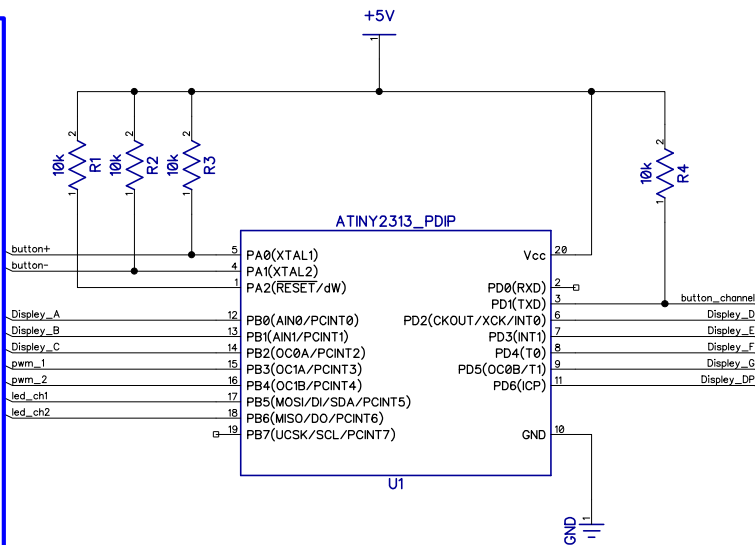 +5V
1
2
2
2
2
10k
R1
10k
R2
10k
R3
10k
R4
1
1
1
1
ATINY2313_PDIP
button+
5
PA0(XTAL1)
Vcc
20
button-
4
PA1(XTAL2)
1
PA2(RESET/dW)
PD0(RXD)
2
PD1(TXD)
3
button_channel
Displey_A
12
PB0(AIN0/PCINT0)
PD2(CKOUT/XCK/INT0)
6
Displey_D
Displey_B
13
PB1(AIN1/PCINT1)
PD3(INT1)
7
Displey_E
Displey_C
14
PB2(OC0A/PCINT2)
PD4(T0)
8
Displey_F
pwm_1
15
PB3(OC1A/PCINT3)
PD5(OC0B/T1)
9
Displey_G
pwm_2
16
PB4(OC1B/PCINT4)
PD6(ICP)
11
Displey_DP
led_ch1
17
PB5(MOSI/DI/SDA/PCINT5)
led_ch2
18
PB6(MISO/DO/PCINT6)
19
PB7(UCSK/SCL/PCINT7)
GND
10
U1
GND
1